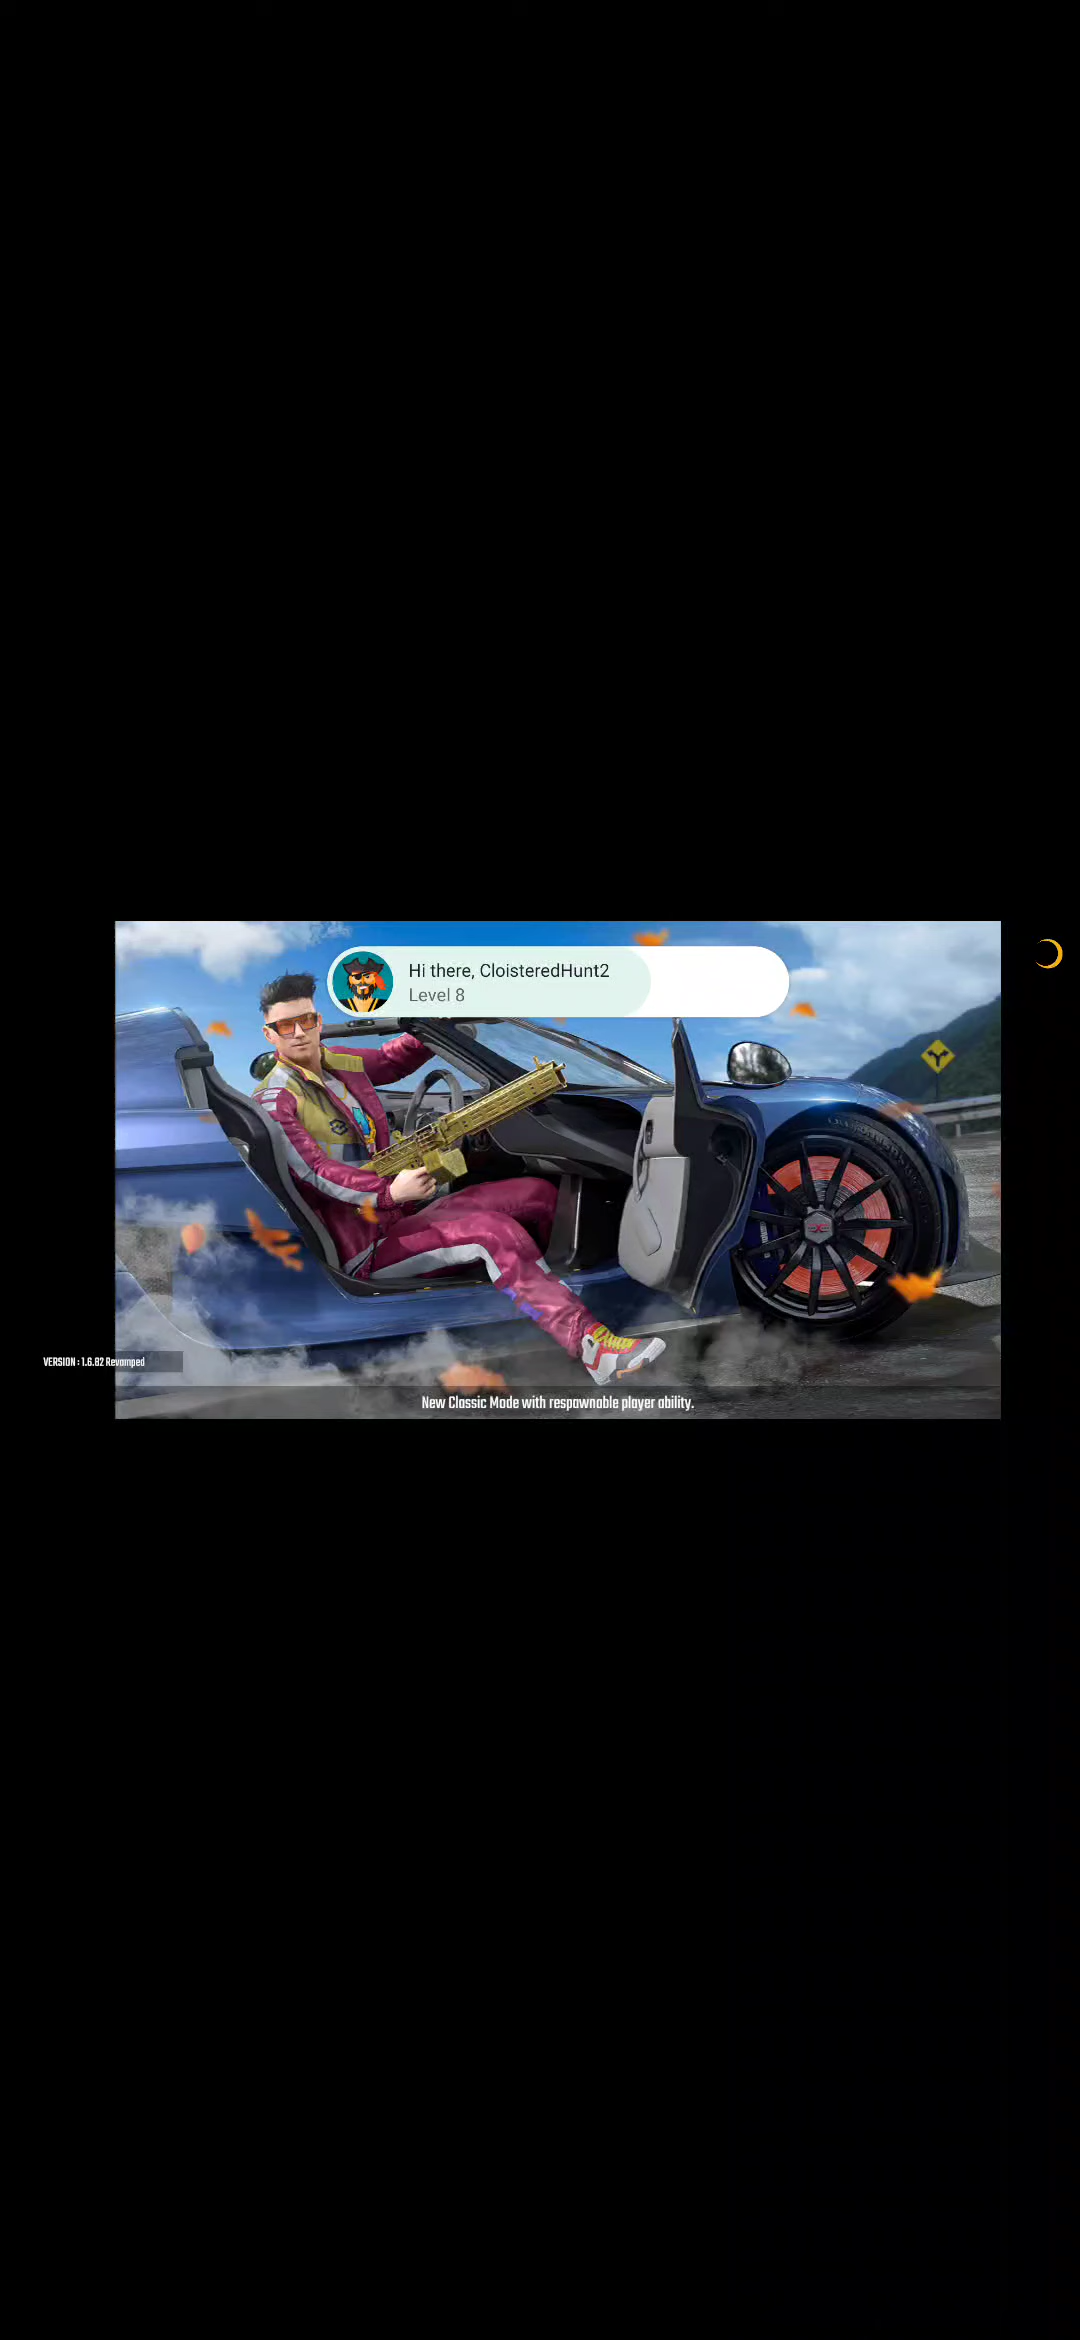 Hi there, CloisteredHunt2
Level 8
VERSION : 1.6.82 Revamped
New Classic Mode with respawnable player ability.